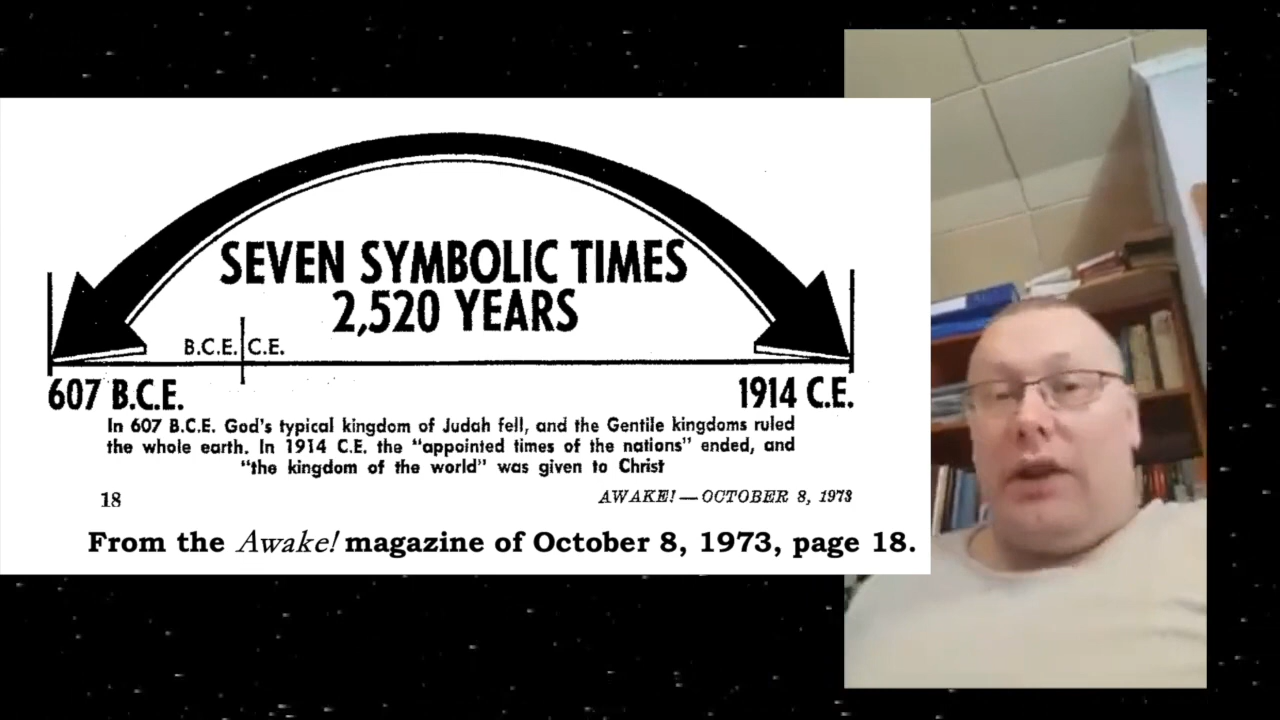 SEVEN SYMBOLIC TIMES
2,520 YEARS
B.C.E. C.E.
607 B.C.E. 1914 C.E.
In 607 B.C.E. God's typical kingdom of Judah fell, and the Gentile kingdoms ruled
the whole earth. In 1914 C.E. the "appointed times of the nations" ended, and
"the kingdom of the world" was given to Christ
18 AWAKE!—OCTOBER 8, 1973
From the Awake! magazine of October 8, 1973, page 18.